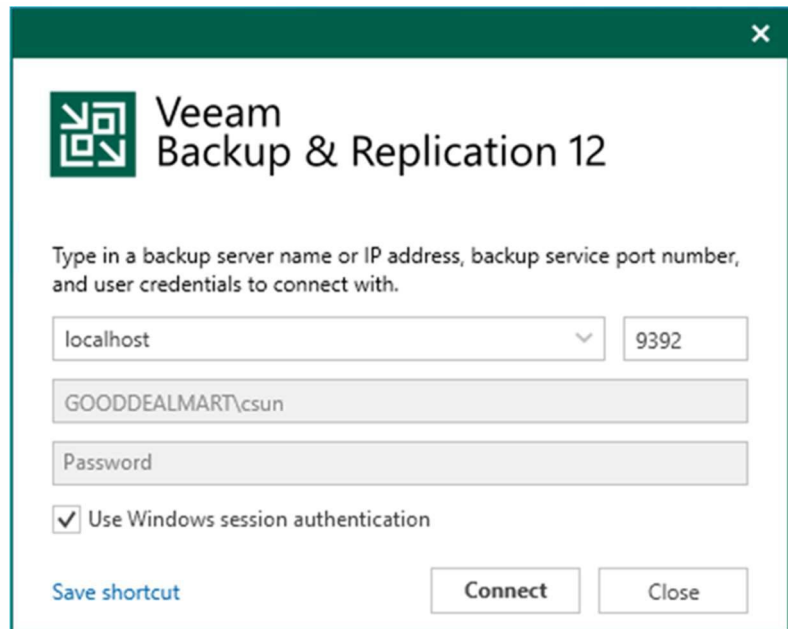 Veeam
Backup & Replication 12
Type in a backup server name or IP address, backup service port number,
and user credentials to connect with.
localhost
9392
GOODDEALMART\csun
Password
Use Windows session authentication
Save shortcut
Connect
Close